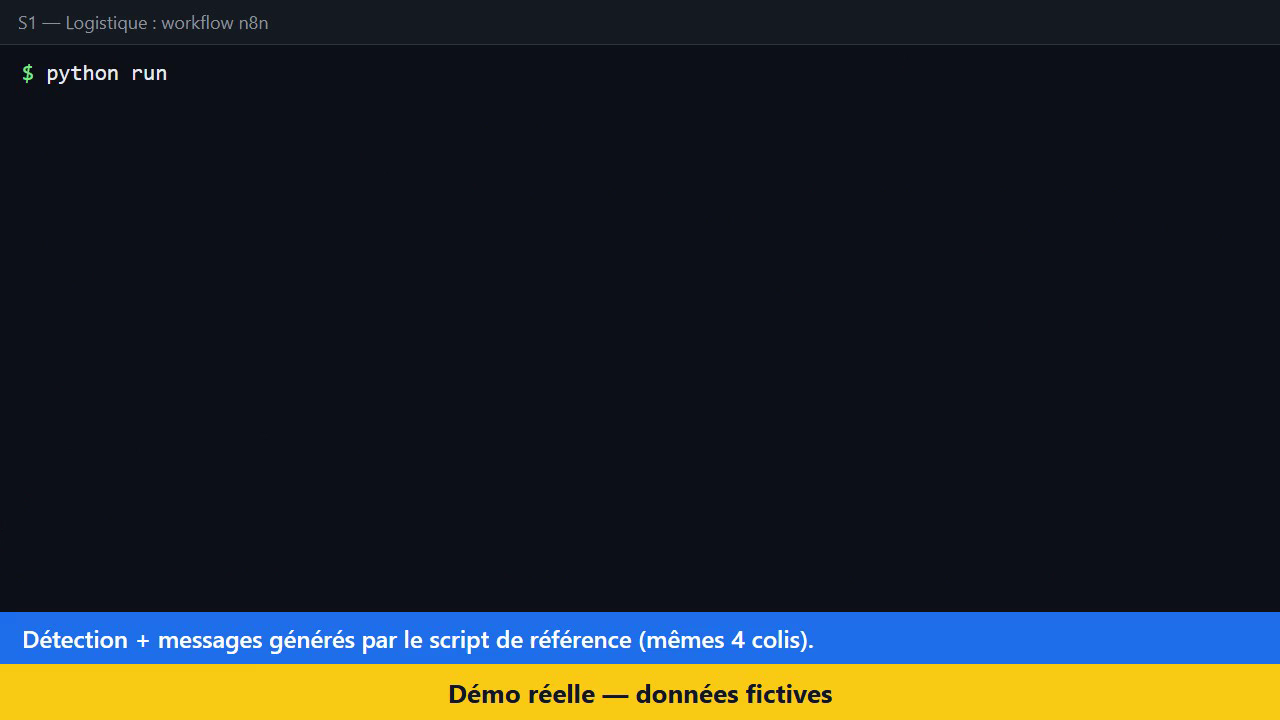 S1 — Logistique : workflow n8n
$ python run
Détection + messages générés par le script de référence (mêmes 4 colis).
Démo réelle — données fictives